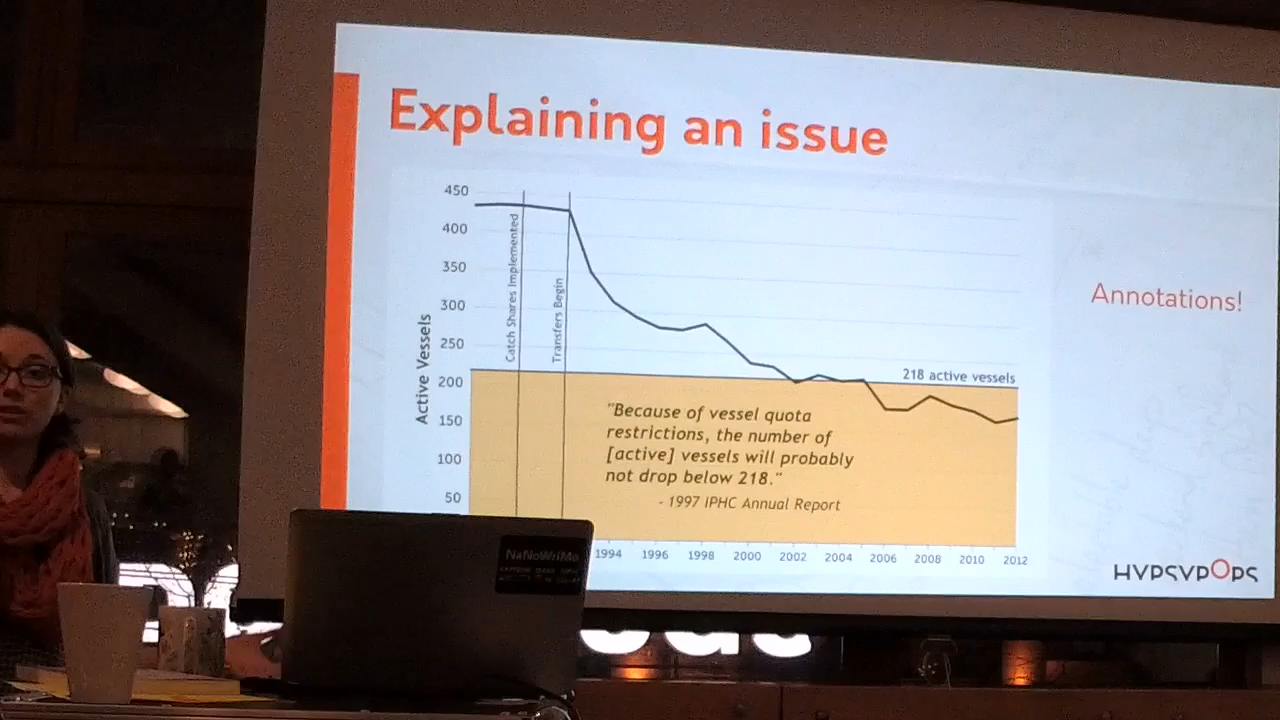 Explaining an issue
450
400
350
300
250
200
150
100
50
Active Vessels
Catch Shares Implemented
Transfers Begin
218 active vessels
"Because of vessel quota
restrictions, the number of
[active] vessels will probably
not drop below 218."
- 1997 IPHC Annual Report
1994 1996 1998 2000 2002 2004 2006 2008 2010 2012
Annotations!
HYPSYPOPS
NaNoWriMo